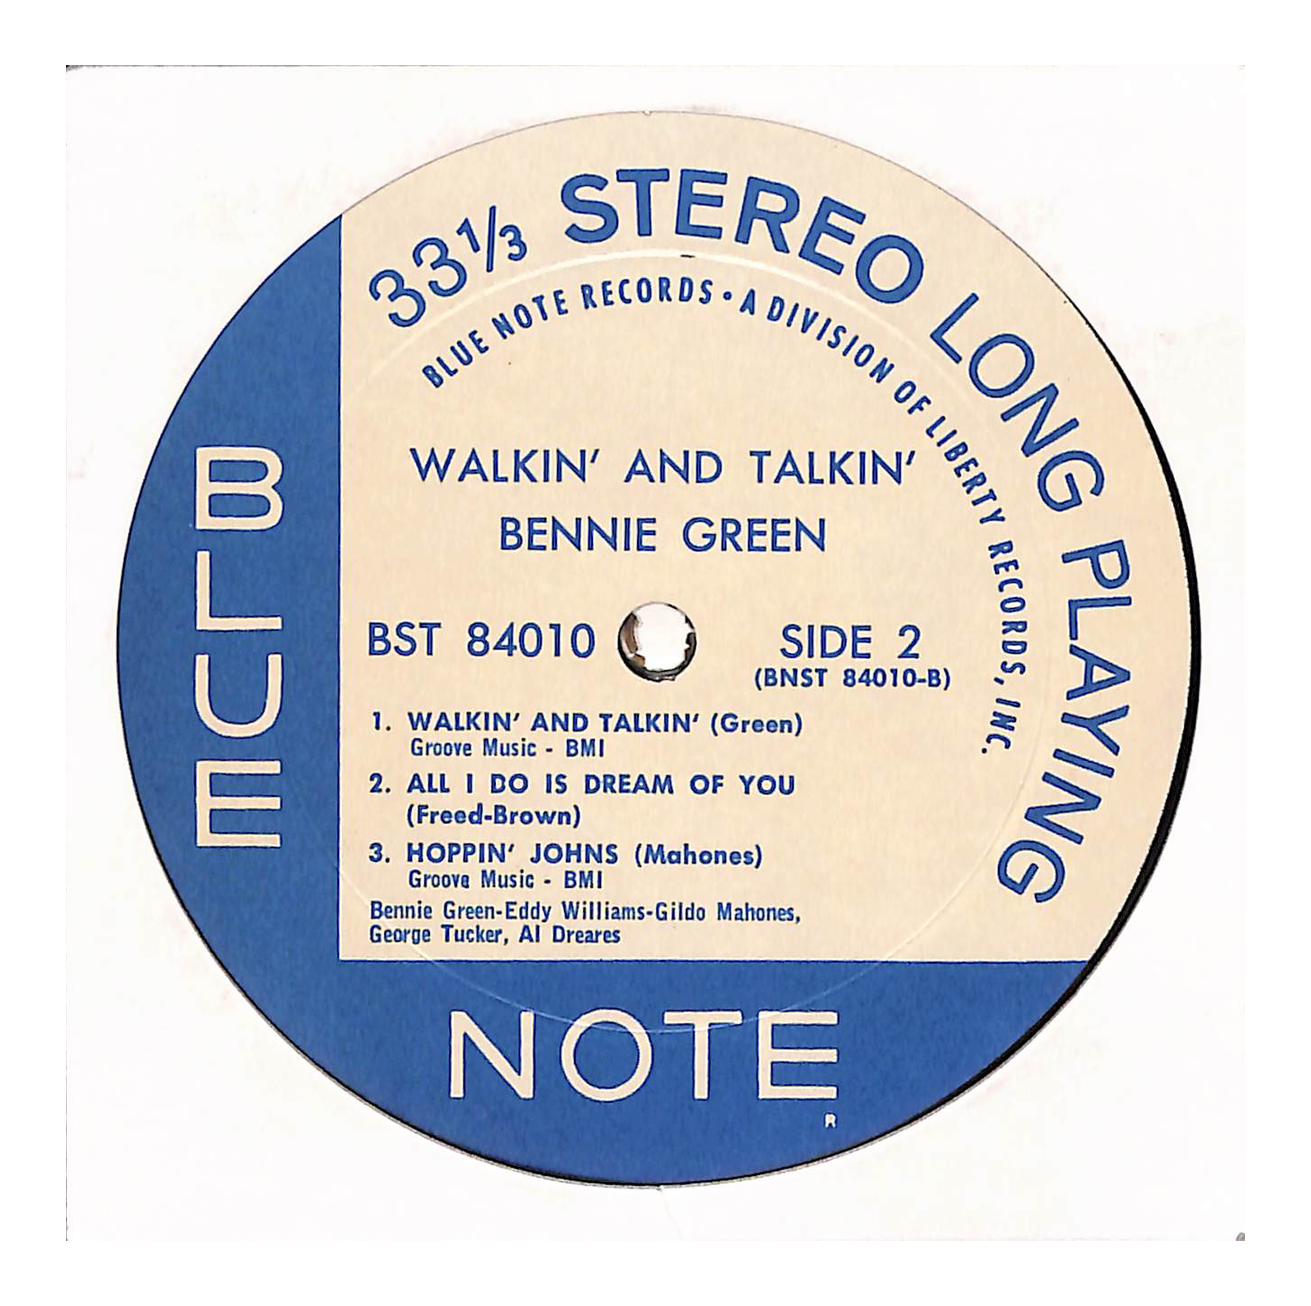 33⅓ STEREO LONG PLAYING
BLUE NOTE RECORDS • A DIVISION OF LIBERTY RECORDS, INC.
WALKIN' AND TALKIN'
BENNIE GREEN
BST 84010
SIDE 2
(BNST 84010-B)
1. WALKIN' AND TALKIN' (Green)
Groove Music - BMI
2. ALL I DO IS DREAM OF YOU
(Freed-Brown)
3. HOPPIN' JOHNS (Mahones)
Groove Music - BMI
Bennie Green-Eddy Williams-Gildo Mahones,
George Tucker, Al Dreares
BLUE
NOTE
R